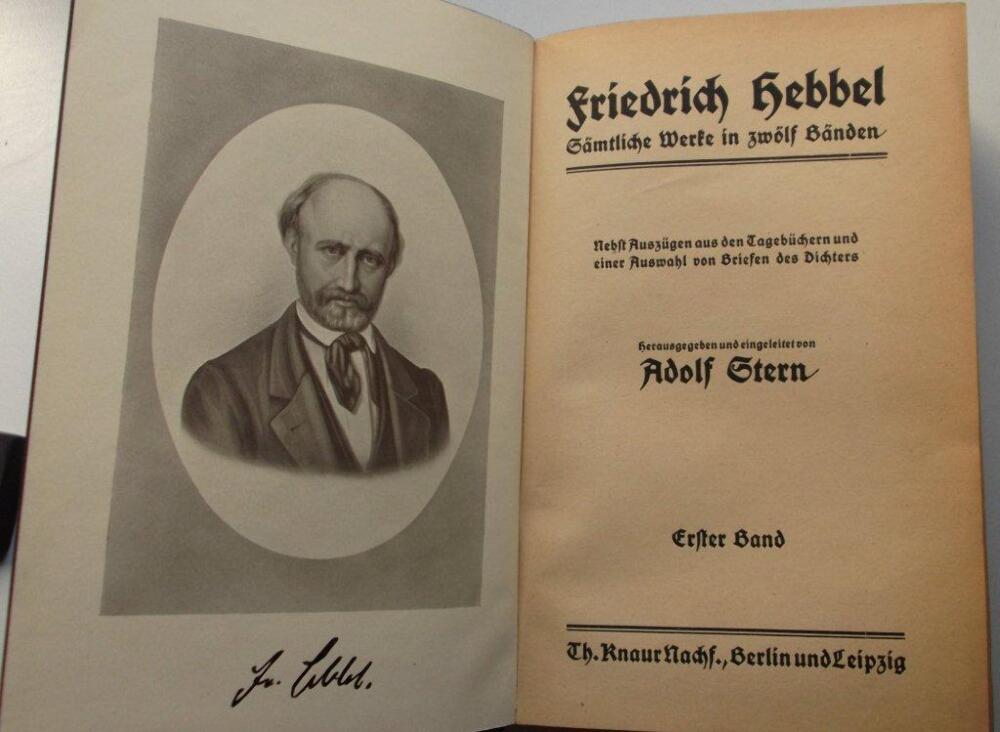 Fr. Hebbel.
Friedrich Hebbel
Sämtliche Werke in zwölf Bänden
Nebst Auszügen aus den Tagebüchern und
einer Auswahl von Briefen des Dichters
Herausgegeben und eingeleitet von
Adolf Stern
Erster Band
Th. Knaur Nachf., Berlin und Leipzig